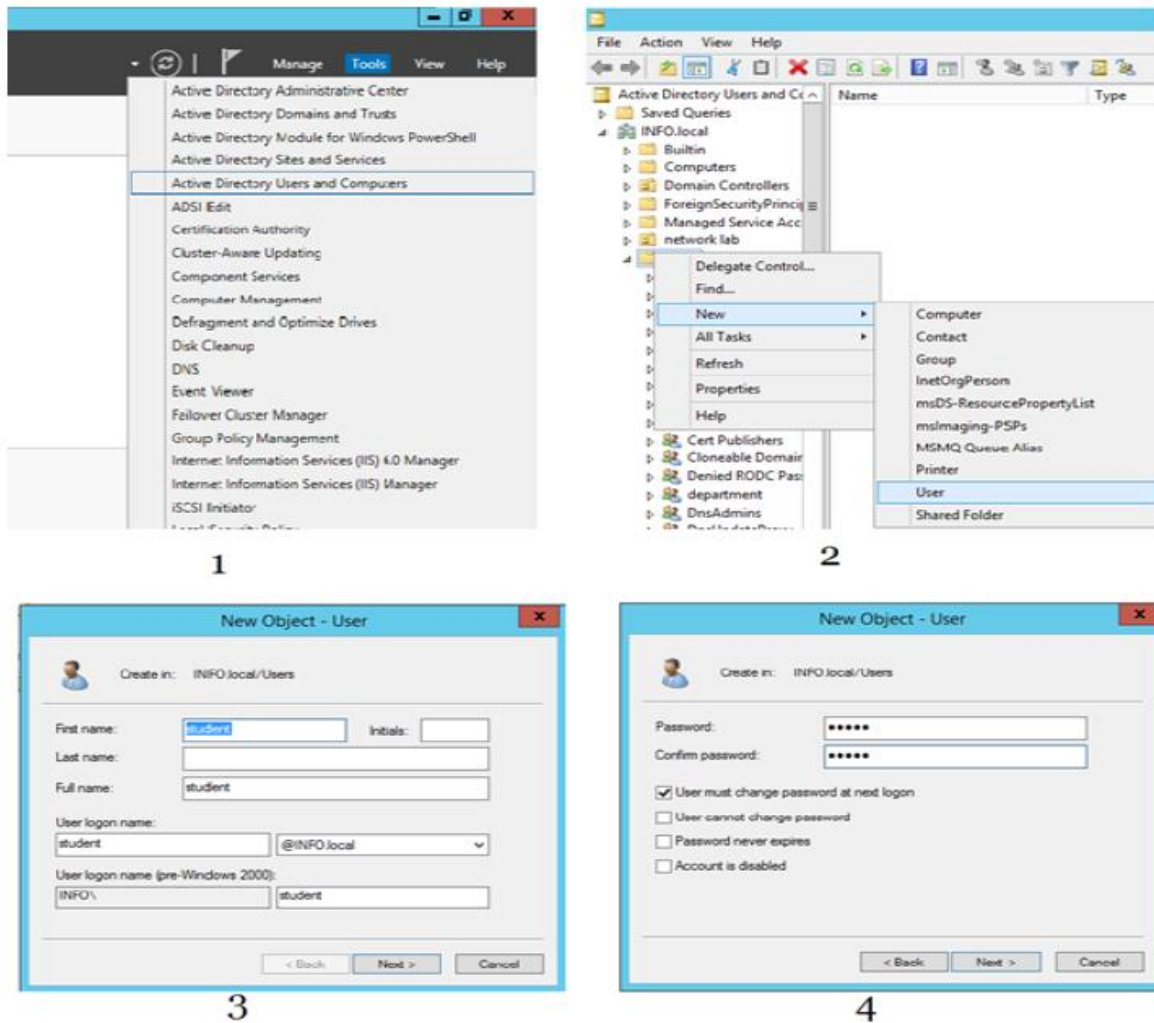 Manage Tools View Help
Active Directory Administrative Center
Active Directory Domains and Trusts
Active Directory Module for Windows PowerShell
Active Directory Sites and Services
Active Directory Users and Computers
ADSI Edit
Certification Authority
Cluster-Aware Updating
Component Services
Computer Management
Defragment and Optimize Drives
Disk Cleanup
DNS
Event Viewer
Failover Cluster Manager
Group Policy Management
Internet Information Services (IIS) 6.0 Manager
Internet Information Services (IIS) Manager
iSCSI Initiator
1
File Action View Help
Active Directory Users and Co
Name Type
Saved Queries
INFO.local
Builtin
Computers
Domain Controllers
ForeignSecurityPrincip
Managed Service Acc
network lab
Delegate Control...
Find...
New
All Tasks
Refresh
Properties
Help
Computer
Contact
Group
InetOrgPerson
msDS-ResourcePropertyList
msImaging-PSPs
MSMQ Queue Alias
Printer
User
Shared Folder
Cert Publishers
Cloneable Domain
Denied RODC Pass
department
DnsAdmins
2
New Object - User
Create in: INFO.local/Users
First name: student Initials:
Last name:
Full name: student
User logon name:
student @INFO.local
User logon name (pre-Windows 2000):
INFO\ student
< Back Next > Cancel
3
New Object - User
Create in: INFO.local/Users
Password: •••••
Confirm password: •••••
User must change password at next logon
User cannot change password
Password never expires
Account is disabled
< Back Next > Cancel
4